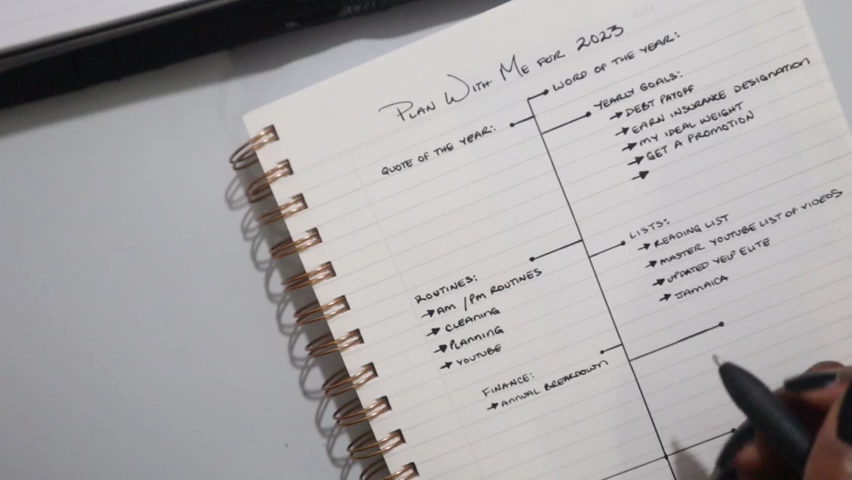 PLAN WITH ME FOR 2023
WORD OF THE YEAR:
QUOTE OF THE YEAR:
YEARLY GOALS:
→ DEBT PAYOFF
→ EARN INSURANCE DESIGNATION
→ MY IDEAL WEIGHT
→ GET A PROMOTION
→
LISTS:
→ READING LIST
→ MASTER YOUTUBE LIST OF VIDEOS
→ UPDATED YELP ELITE
→ JAMAICA
ROUTINES:
→ AM / PM ROUTINES
→ CLEANING
→ PLANNING
→ YOUTUBE
FINANCE:
→ ANNUAL BREAKDOWN